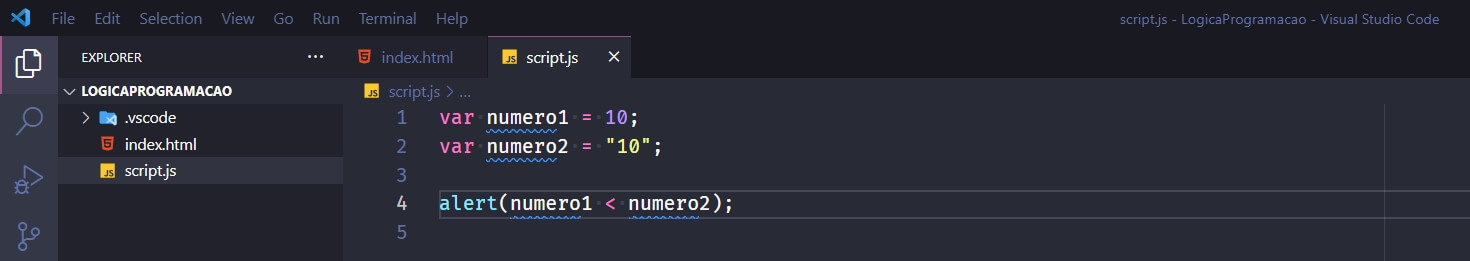 File Edit Selection View Go Run Terminal Help
script.js - LogicaProgramacao - Visual Studio Code
EXPLORER ···
LOGICAPROGRAMACAO
.vscode
index.html
script.js
index.html
script.js
script.js > ...
1 var numero1 = 10;
2 var numero2 = "10";
3
4 alert(numero1 < numero2);
5